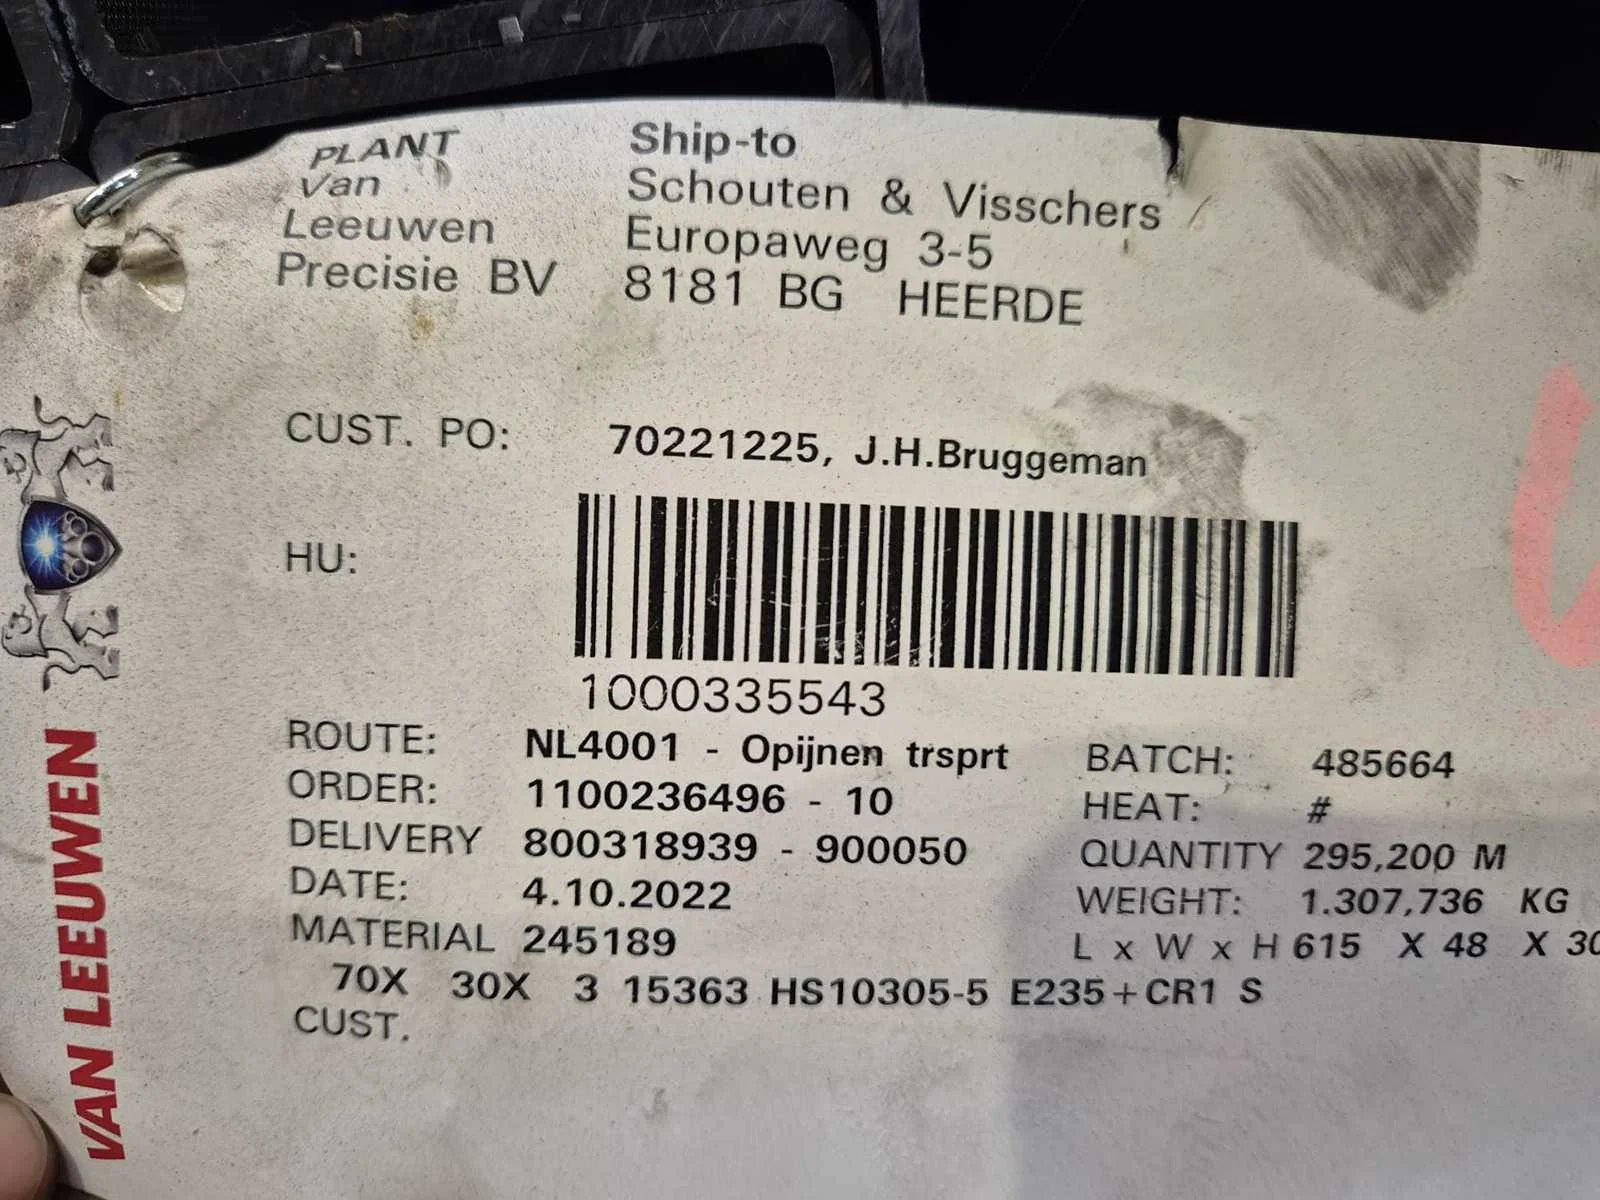 PLANT
Van
Leeuwen
Precisie BV
Ship-to
Schouten & Visschers
Europaweg 3-5
8181 BG HEERDE
CUST. PO: 70221225, J.H.Bruggeman
HU:
1000335543
ROUTE: NL4001 - Opijnen trsprt
ORDER: 1100236496 - 10
DELIVERY 800318939 - 900050
DATE: 4.10.2022
MATERIAL 245189
BATCH: 485664
HEAT: #
QUANTITY 295,200 M
WEIGHT: 1.307,736 KG
L x W x H 615 X 48 X 30
70X 30X 3 15363 HS10305-5 E235+CR1 S
CUST.
VAN LEEUWEN